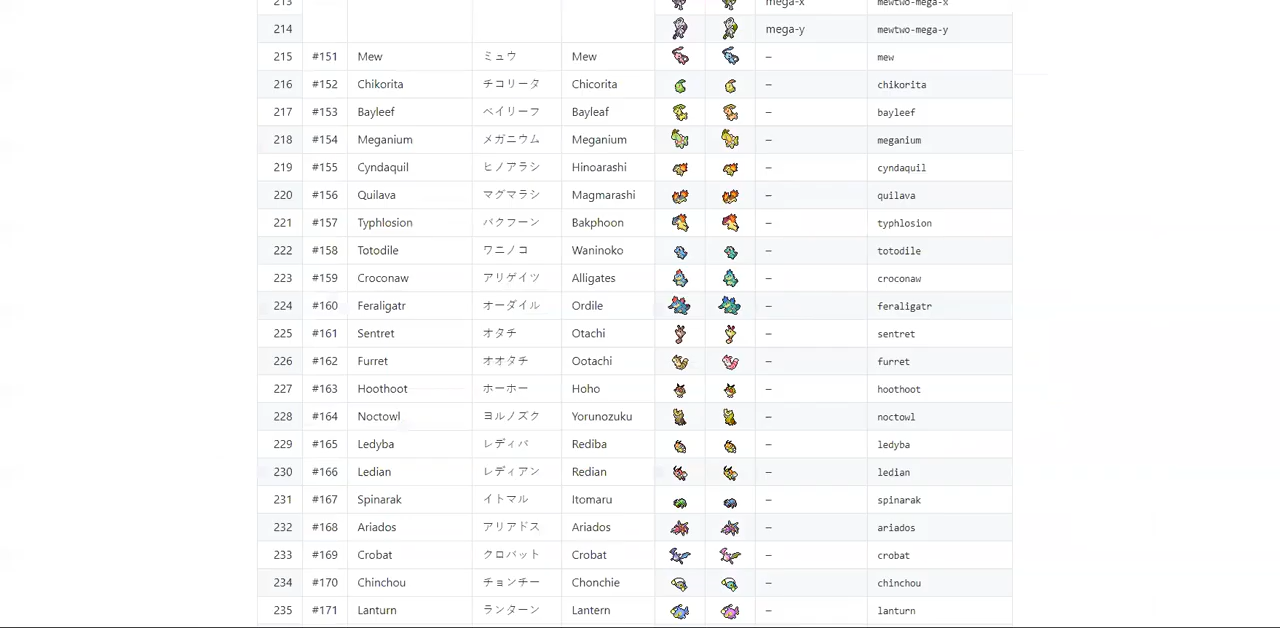 213 mega-x mewtwo-mega-x
214 mega-y mewtwo-mega-y
215 #151 Mew ミュウ Mew – mew
216 #152 Chikorita チコリータ Chicorita – chikorita
217 #153 Bayleef ベイリーフ Bayleaf – bayleef
218 #154 Meganium メガニウム Meganium – meganium
219 #155 Cyndaquil ヒノアラシ Hinoarashi – cyndaquil
220 #156 Quilava マグマラシ Magmarashi – quilava
221 #157 Typhlosion バクフーン Bakphoon – typhlosion
222 #158 Totodile ワニノコ Waninoko – totodile
223 #159 Croconaw アリゲイツ Alligates – croconaw
224 #160 Feraligatr オーダイル Ordile – feraligatr
225 #161 Sentret オタチ Otachi – sentret
226 #162 Furret オオタチ Ootachi – furret
227 #163 Hoothoot ホーホー Hoho – hoothoot
228 #164 Noctowl ヨルノズク Yorunozuku – noctowl
229 #165 Ledyba レディバ Rediba – ledyba
230 #166 Ledian レディアン Redian – ledian
231 #167 Spinarak イトマル Itomaru – spinarak
232 #168 Ariados アリアドス Ariados – ariados
233 #169 Crobat クロバット Crobat – crobat
234 #170 Chinchou チョンチー Chonchie – chinchou
235 #171 Lanturn ランターン Lantern – lanturn